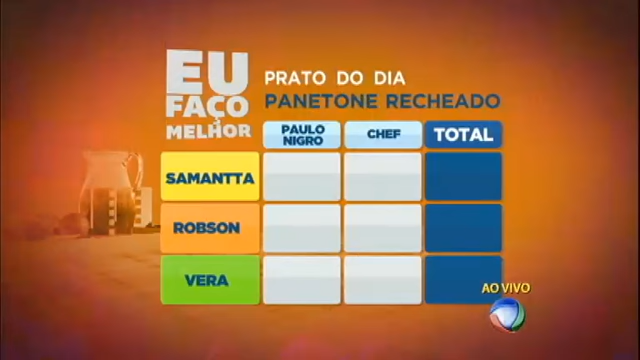 EU
FAÇO
MELHOR
PRATO DO DIA
PANETONE RECHEADO
PAULO
NIGRO
CHEF
TOTAL
SAMANTTA
ROBSON
VERA
AO VIVO